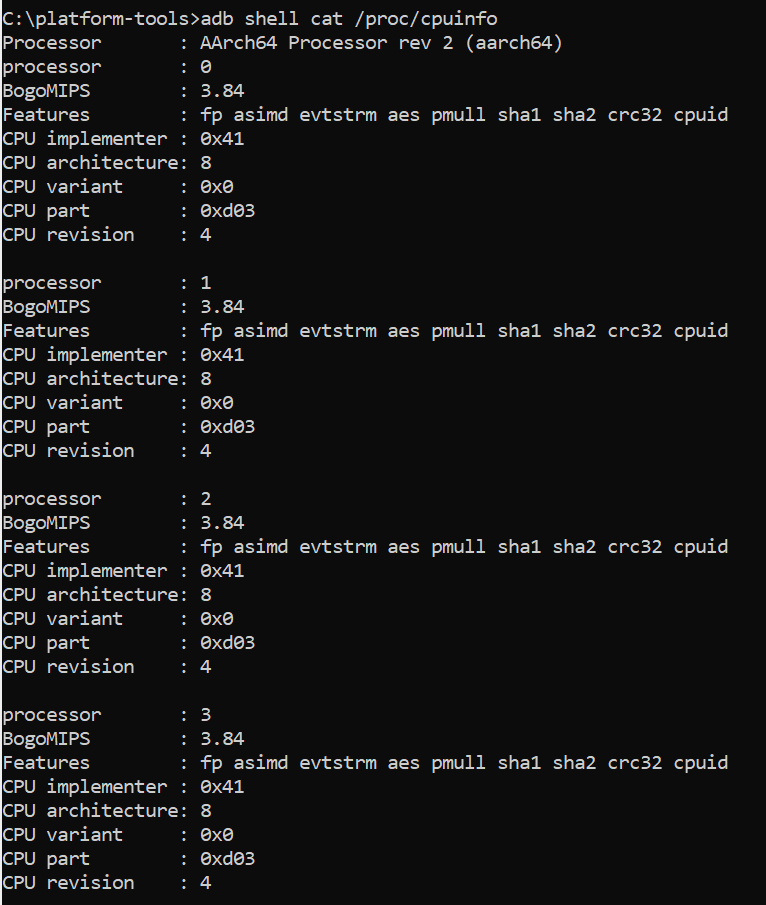 C:\platform-tools>adb shell cat /proc/cpuinfo
Processor       : AArch64 Processor rev 2 (aarch64)
processor       : 0
BogoMIPS        : 3.84
Features        : fp asimd evtstrm aes pmull sha1 sha2 crc32 cpuid
CPU implementer : 0x41
CPU architecture: 8
CPU variant     : 0x0
CPU part        : 0xd03
CPU revision    : 4

processor       : 1
BogoMIPS        : 3.84
Features        : fp asimd evtstrm aes pmull sha1 sha2 crc32 cpuid
CPU implementer : 0x41
CPU architecture: 8
CPU variant     : 0x0
CPU part        : 0xd03
CPU revision    : 4

processor       : 2
BogoMIPS        : 3.84
Features        : fp asimd evtstrm aes pmull sha1 sha2 crc32 cpuid
CPU implementer : 0x41
CPU architecture: 8
CPU variant     : 0x0
CPU part        : 0xd03
CPU revision    : 4

processor       : 3
BogoMIPS        : 3.84
Features        : fp asimd evtstrm aes pmull sha1 sha2 crc32 cpuid
CPU implementer : 0x41
CPU architecture: 8
CPU variant     : 0x0
CPU part        : 0xd03
CPU revision    : 4